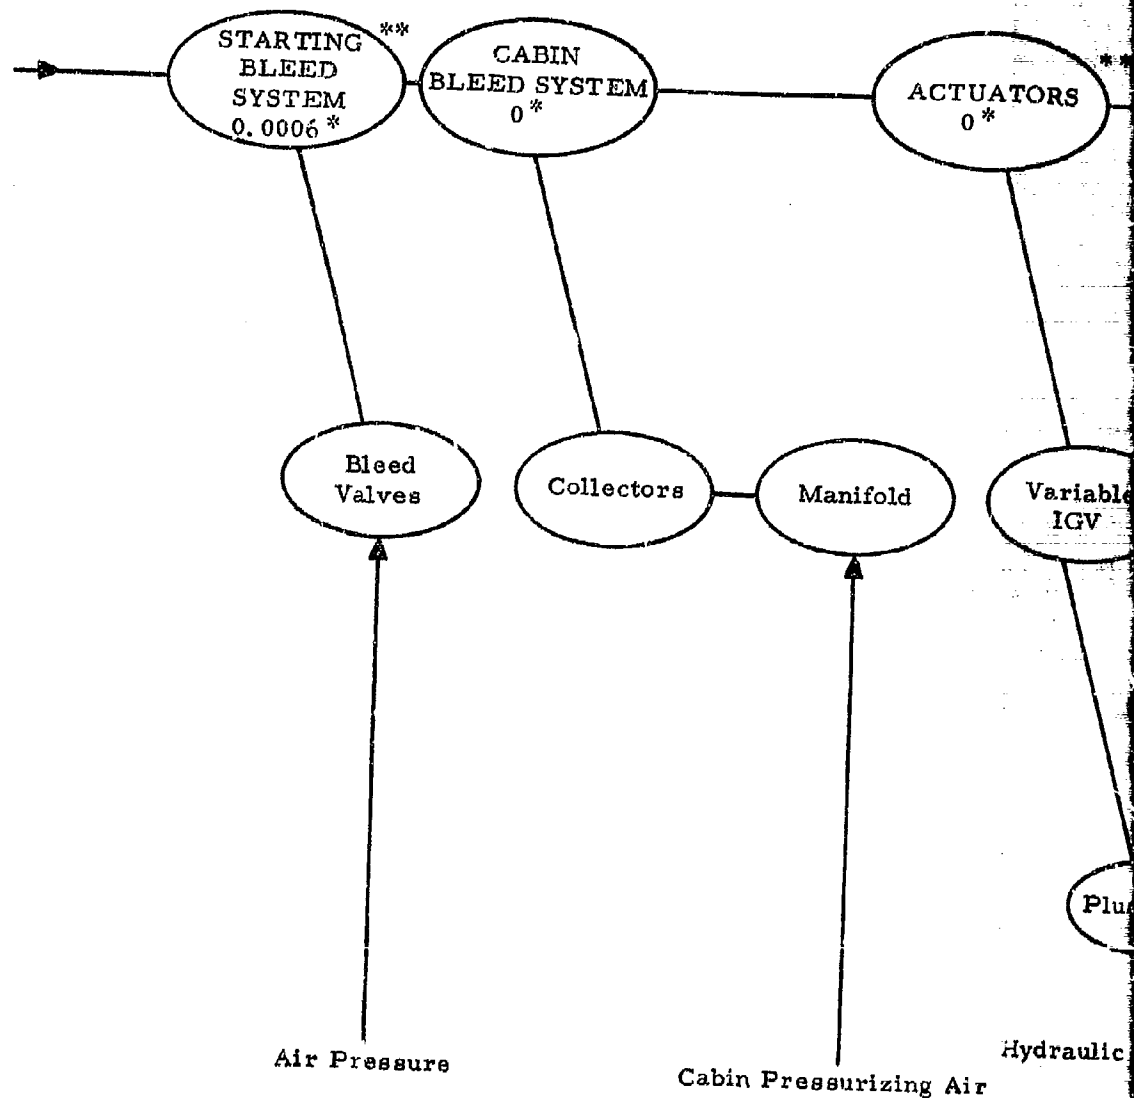 STARTING **
BLEED
SYSTEM
0.0006 *
CABIN
BLEED SYSTEM
0 *
**
ACTUATORS
0 *
Bleed
Valves
Collectors
Manifold
Variable
IGV
Air Pressure
Cabin Pressurizing Air
Hydraulic